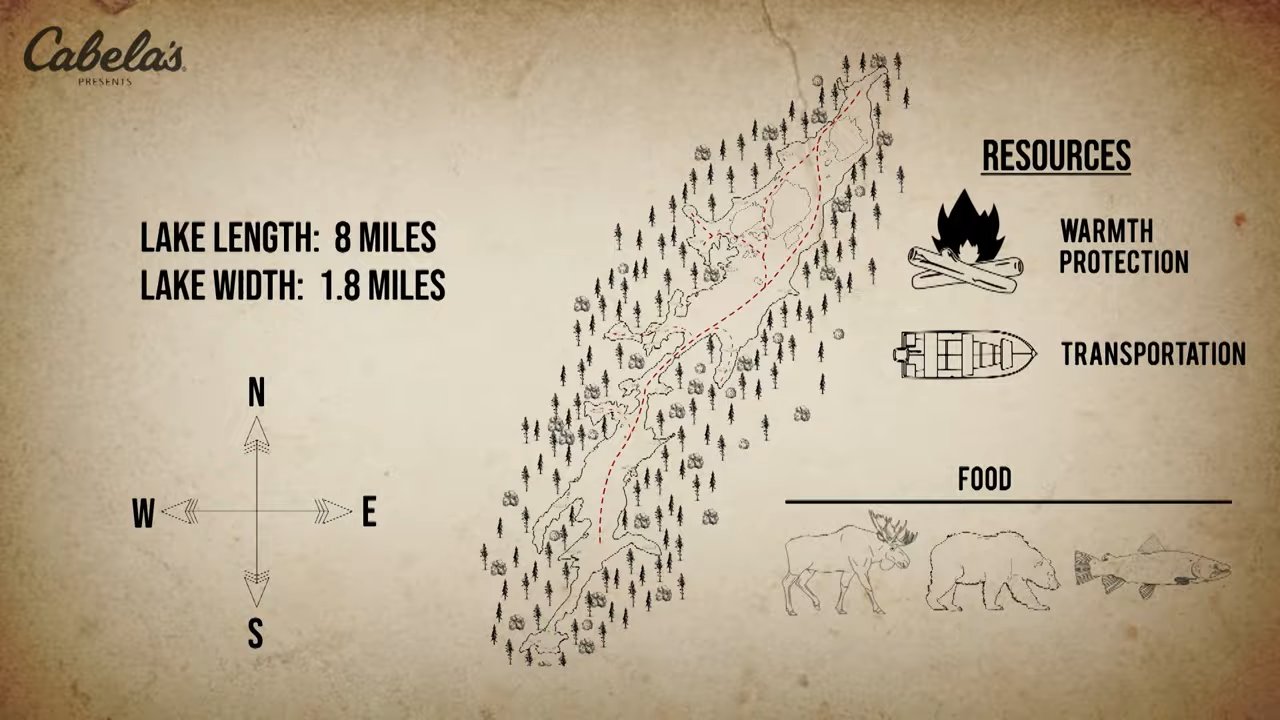 Cabela's
PRESENTS
LAKE LENGTH: 8 MILES
LAKE WIDTH: 1.8 MILES
N
W
E
S
RESOURCES
WARMTH
PROTECTION
TRANSPORTATION
FOOD